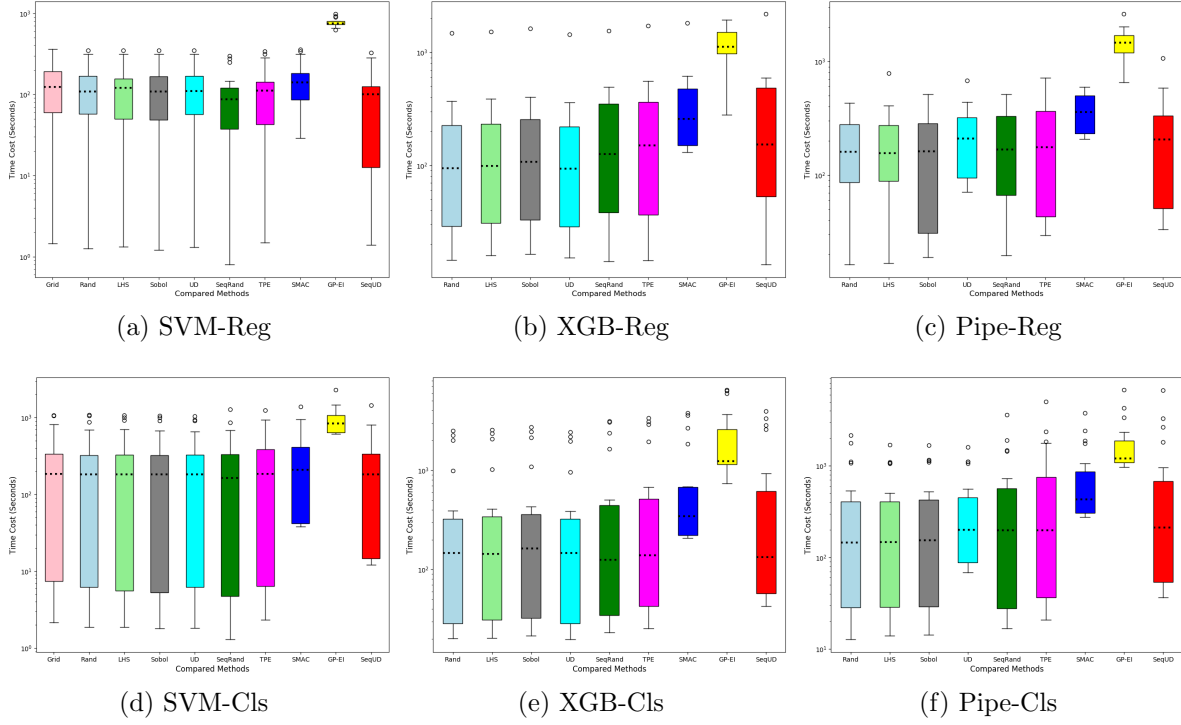 10³
10²
10¹
10⁰
Time Cost (Seconds)
Grid Rand LHS Sobol UD SeqRand TPE SMAC GP-EI SeqUD
Compared Methods
(a) SVM-Reg
10³
10²
Time Cost (Seconds)
Rand LHS Sobol UD SeqRand TPE SMAC GP-EI SeqUD
Compared Methods
(b) XGB-Reg
10³
10²
Time Cost (Seconds)
Rand LHS Sobol UD SeqRand TPE SMAC GP-EI SeqUD
Compared Methods
(c) Pipe-Reg
10³
10²
10¹
10⁰
Time Cost (Seconds)
Grid Rand LHS Sobol UD SeqRand TPE SMAC GP-EI SeqUD
Compared Methods
(d) SVM-Cls
10³
10²
Time Cost (Seconds)
Rand LHS Sobol UD SeqRand TPE SMAC GP-EI SeqUD
Compared Methods
(e) XGB-Cls
10⁴
10³
10²
10¹
Time Cost (Seconds)
Rand LHS Sobol UD SeqRand TPE SMAC GP-EI SeqUD
Compared Methods
(f) Pipe-Cls